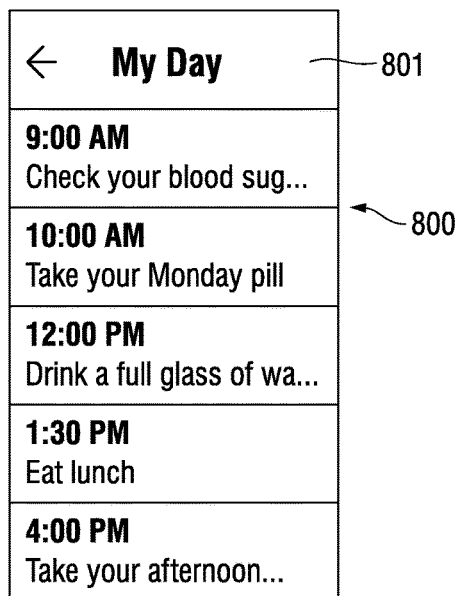 My Day
801
9:00 AM
Check your blood sug...
800
10:00 AM
Take your Monday pill
12:00 PM
Drink a full glass of wa...
1:30 PM
Eat lunch
4:00 PM
Take your afternoon...